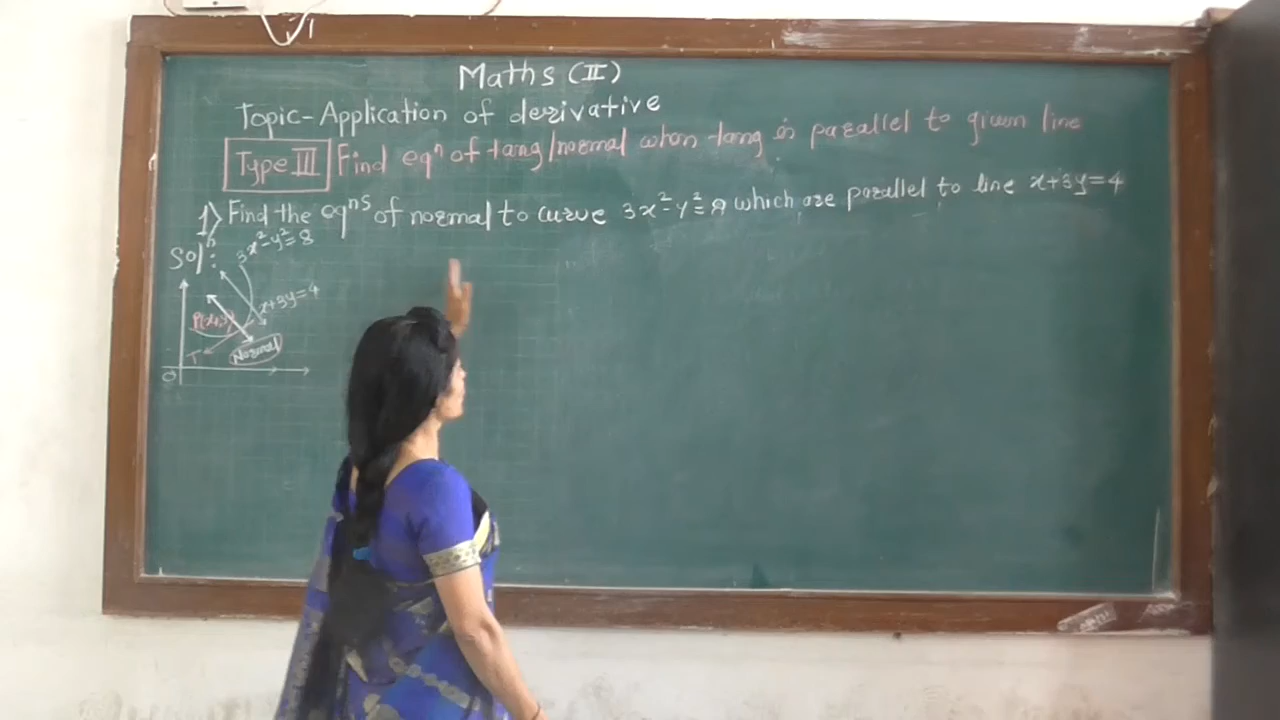 Maths (II)
Topic-Application of derivative
Type III Find eqⁿ of tang/normal when tang is parallel to given line
1) Find the eqⁿˢ of normal to curve 3x²-y²=8 which are parallel to line x+3y=4
Solⁿ:
3x²-y²=8
x+3y=4
P(x₁,y₁)
T
Normal
O